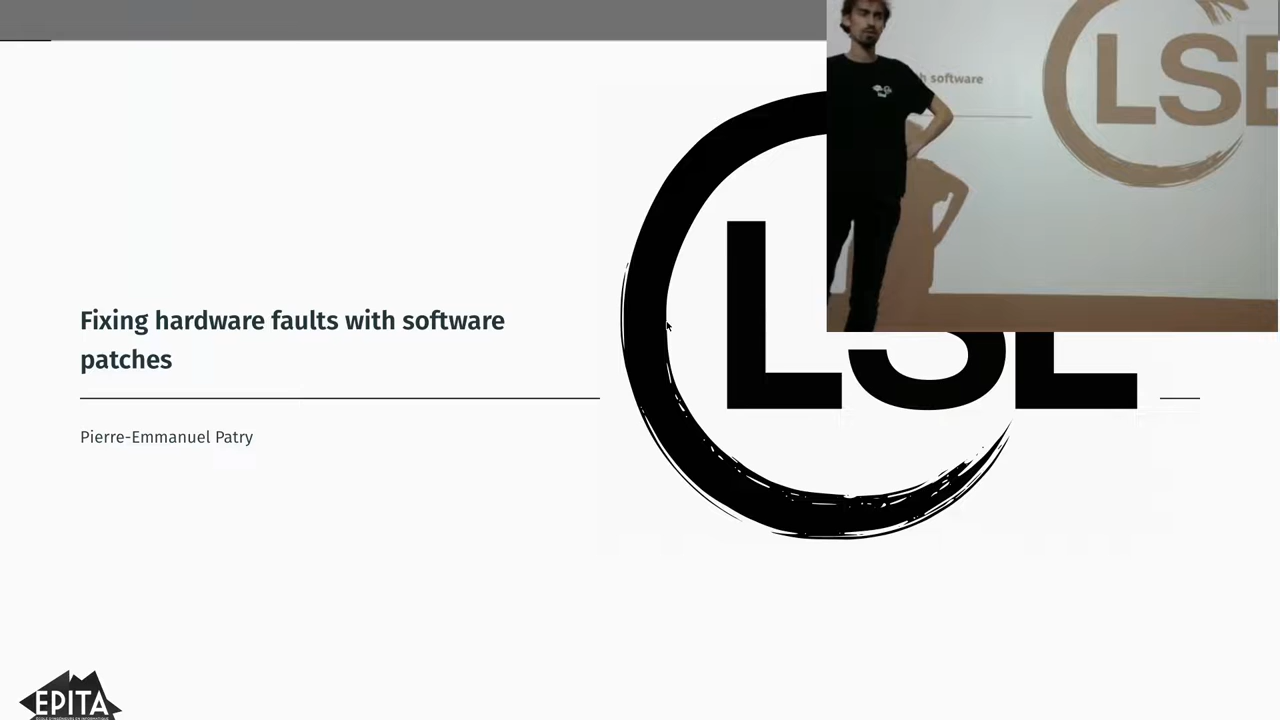 h software
LSE
LSE
Fixing hardware faults with software
patches
Pierre-Emmanuel Patry
EPITA